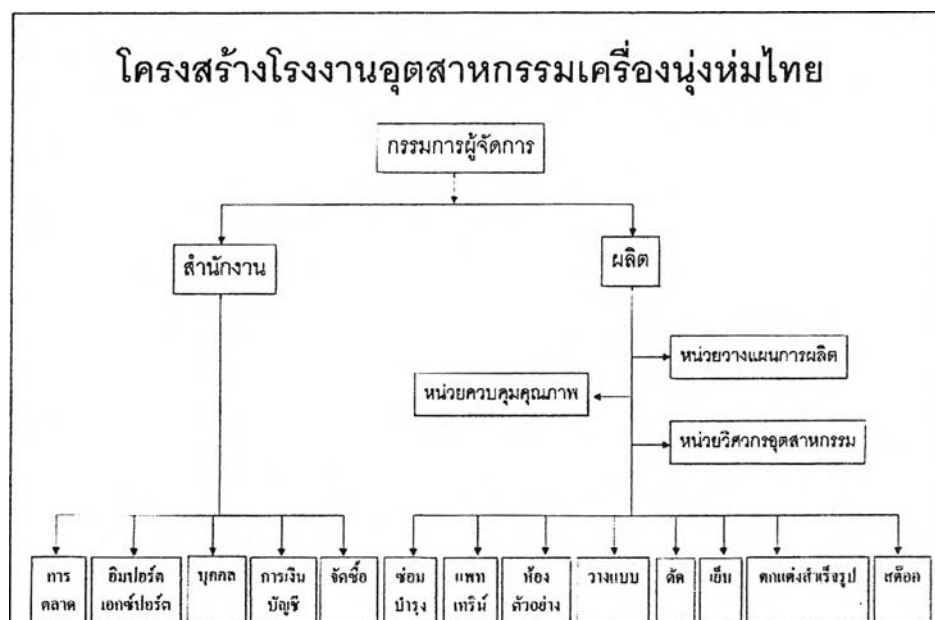 โครงสร้างโรงงานอุตสาหกรรมเครื่องนุ่งห่มไทย
กรรมการผู้จัดการ
สำนักงาน
ผลิต
หน่วยวางแผนการผลิต
หน่วยควบคุมคุณภาพ
หน่วยวิศวกรอุตสาหกรรม
การ
ตลาด
อิมปอร์ต
เอกซ์ปอร์ต
บุคคล
การเงิน
บัญชี
จัดซื้อ
ซ่อม
บำรุง
แพท
เทริน์
ห้อง
ตัวอย่าง
วางแบบ
ตัด
เย็บ
ตกแต่งสำเร็จรูป
สต๊อค